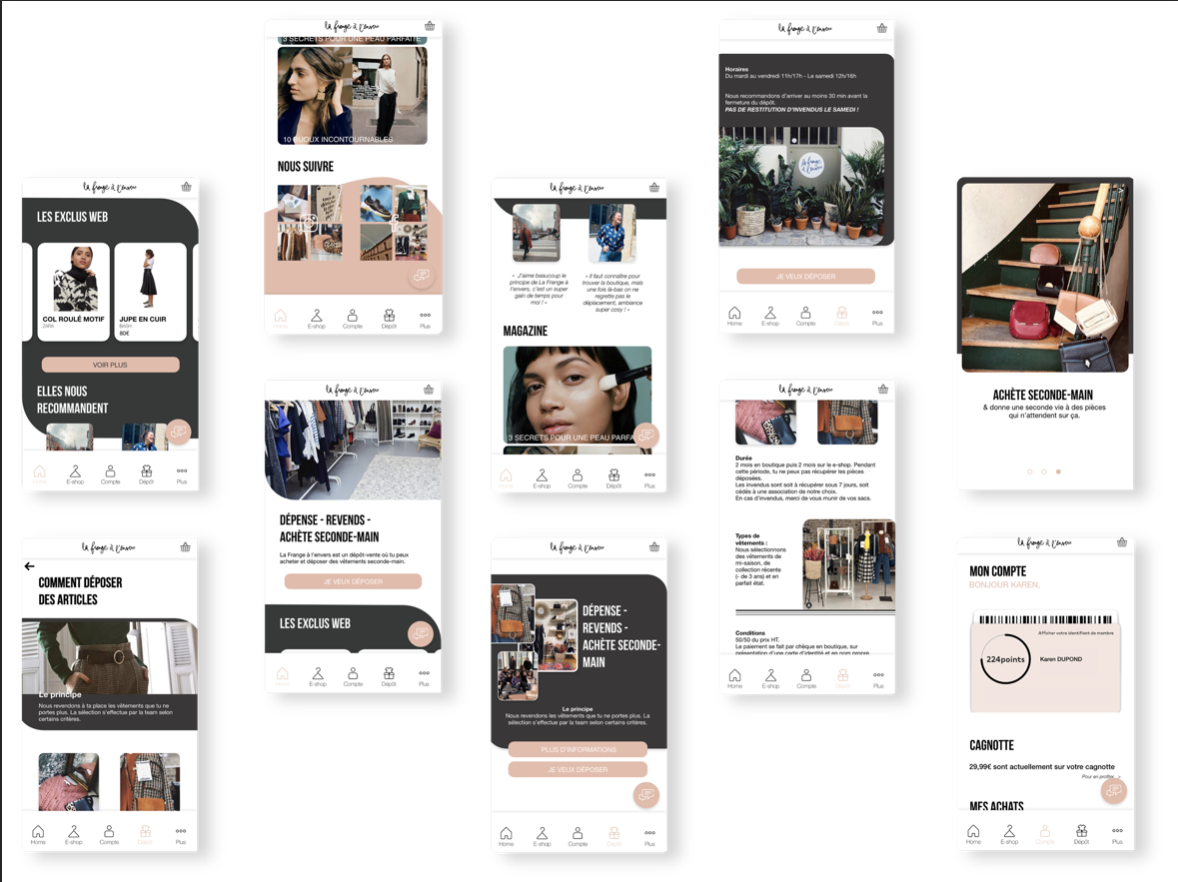 LES EXCLUS WEB
COL ROULÉ MOTIF
ZARA
JUPE EN CUIR
BASH
80€
VOIR PLUS
ELLES NOUS
RECOMMANDENT
Home
E-shop
Compte
Dépôt
Plus
COMMENT DÉPOSER
DES ARTICLES
Le principe
Nous revendons à ta place les vêtements que tu ne
portes plus. La sélection s'effectue par la team selon
certains critères.
Home
E-shop
Compte
Dépôt
Plus
la frange à l'envers
3 SECRETS POUR UNE PEAU PARFAITE
10 BIJOUX INCONTOURNABLES
NOUS SUIVRE
Home
E-shop
Compte
Dépôt
Plus
la frange à l'envers
DÉPENSE - REVENDS -
ACHÈTE SECONDE-MAIN
La Frange à l'envers est un dépôt-vente où tu peux
acheter et déposer des vêtements seconde-main.
JE VEUX DÉPOSER
LES EXCLUS WEB
Home
E-shop
Compte
Dépôt
Plus
la frange à l'envers
« J'aime beaucoup le
principe de La Frange à
l'envers, c'est un super
gain de temps pour
moi ! »
« Il faut connaître pour
trouver la boutique, mais
une fois là-bas on ne
regrette pas le
déplacement, ambiance
super cosy ! »
MAGAZINE
3 SECRETS POUR UNE PEAU PARFA
Home
E-shop
Compte
Dépôt
Plus
la frange à l'envers
DÉPENSE -
REVENDS -
ACHÈTE SECONDE-
MAIN
Le principe
Nous revendons les vêtements que tu ne portes plus. La
sélection s'effectue par la team selon certains critères.
PLUS D'INFORMATIONS
JE VEUX DÉPOSER
Home
E-shop
Compte
Dépôt
Plus
la frange à l'envers
Horaires
Du mardi au vendredi 11h/17h - Le samedi 12h/16h
Nous recommandons d'arriver au moins 30 min avant la
fermeture du dépôt.
PAS DE RESTITUTION D'INVENDUS LE SAMEDI !
la frange à l'envers
JE VEUX DÉPOSER
Home
E-shop
Compte
Dépôt
Plus
la frange à l'envers
Durée
2 mois en boutique puis 2 mois sur le e-shop. Pendant
cette période, tu ne peux pas récupérer les pièces
déposées.
Les invendus sont soit à récupérer sous 7 jours, soit
cédés à une association de notre choix.
En cas d'invendus, merci de vous munir de vos sacs.
Types de
vêtements :
Nous sélectionnons
des vêtements de
mi-saison, de
collection récente
(- de 3 ans) et en
parfait état.
Conditions
50/50 du prix HT.
Le paiement se fait par chèque en boutique, sur
présentation d'une carte d'identité et en nom propre
Home
E-shop
Compte
Dépôt
Plus
ACHÈTE SECONDE-MAIN
& donne une seconde vie à des pièces
qui n'attendent sur ça.
la frange à l'envers
MON COMPTE
BONJOUR KAREN,
Afficher votre identifiant de membre
224points
Karen DUPOND
CAGNOTTE
29,99€ sont actuellement sur votre cagnotte
Pour en profiter >
MES ACHATS
Home
E-shop
Compte
Dépôt
Plus